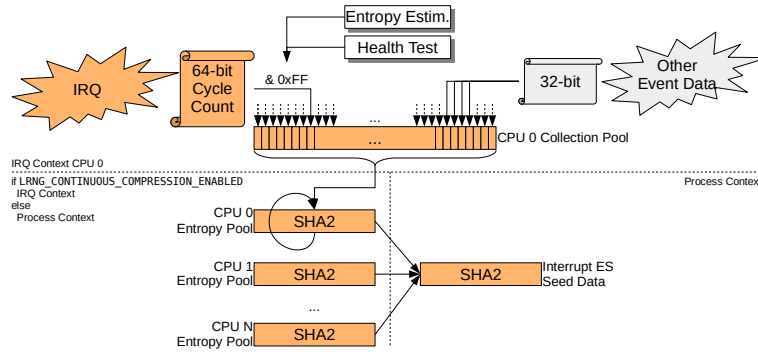 Entropy Estim.
Health Test
IRQ
64-bit
Cycle
Count
& 0xFF
32-bit
Other
Event Data
...
...
CPU 0 Collection Pool
IRQ Context CPU 0
if LRNG_CONTINUOUS_COMPRESSION_ENABLED
IRQ Context
else
Process Context
Process Context
CPU 0
Entropy Pool
SHA2
CPU 1
Entropy Pool
SHA2
SHA2
Interrupt ES
Seed Data
...
CPU N
Entropy Pool
SHA2